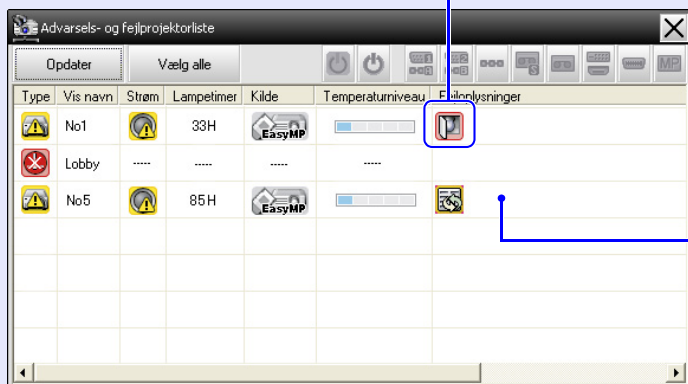 Advarsels- og fejlprojektorliste
Opdater Vælg alle MP
Type Vis navn Strøm Lampetimer Kilde Temperaturniveau Fejloplysninger
No1 33H EasyMP
Lobby ----- ----- ----- -----
No5 85H EasyMP